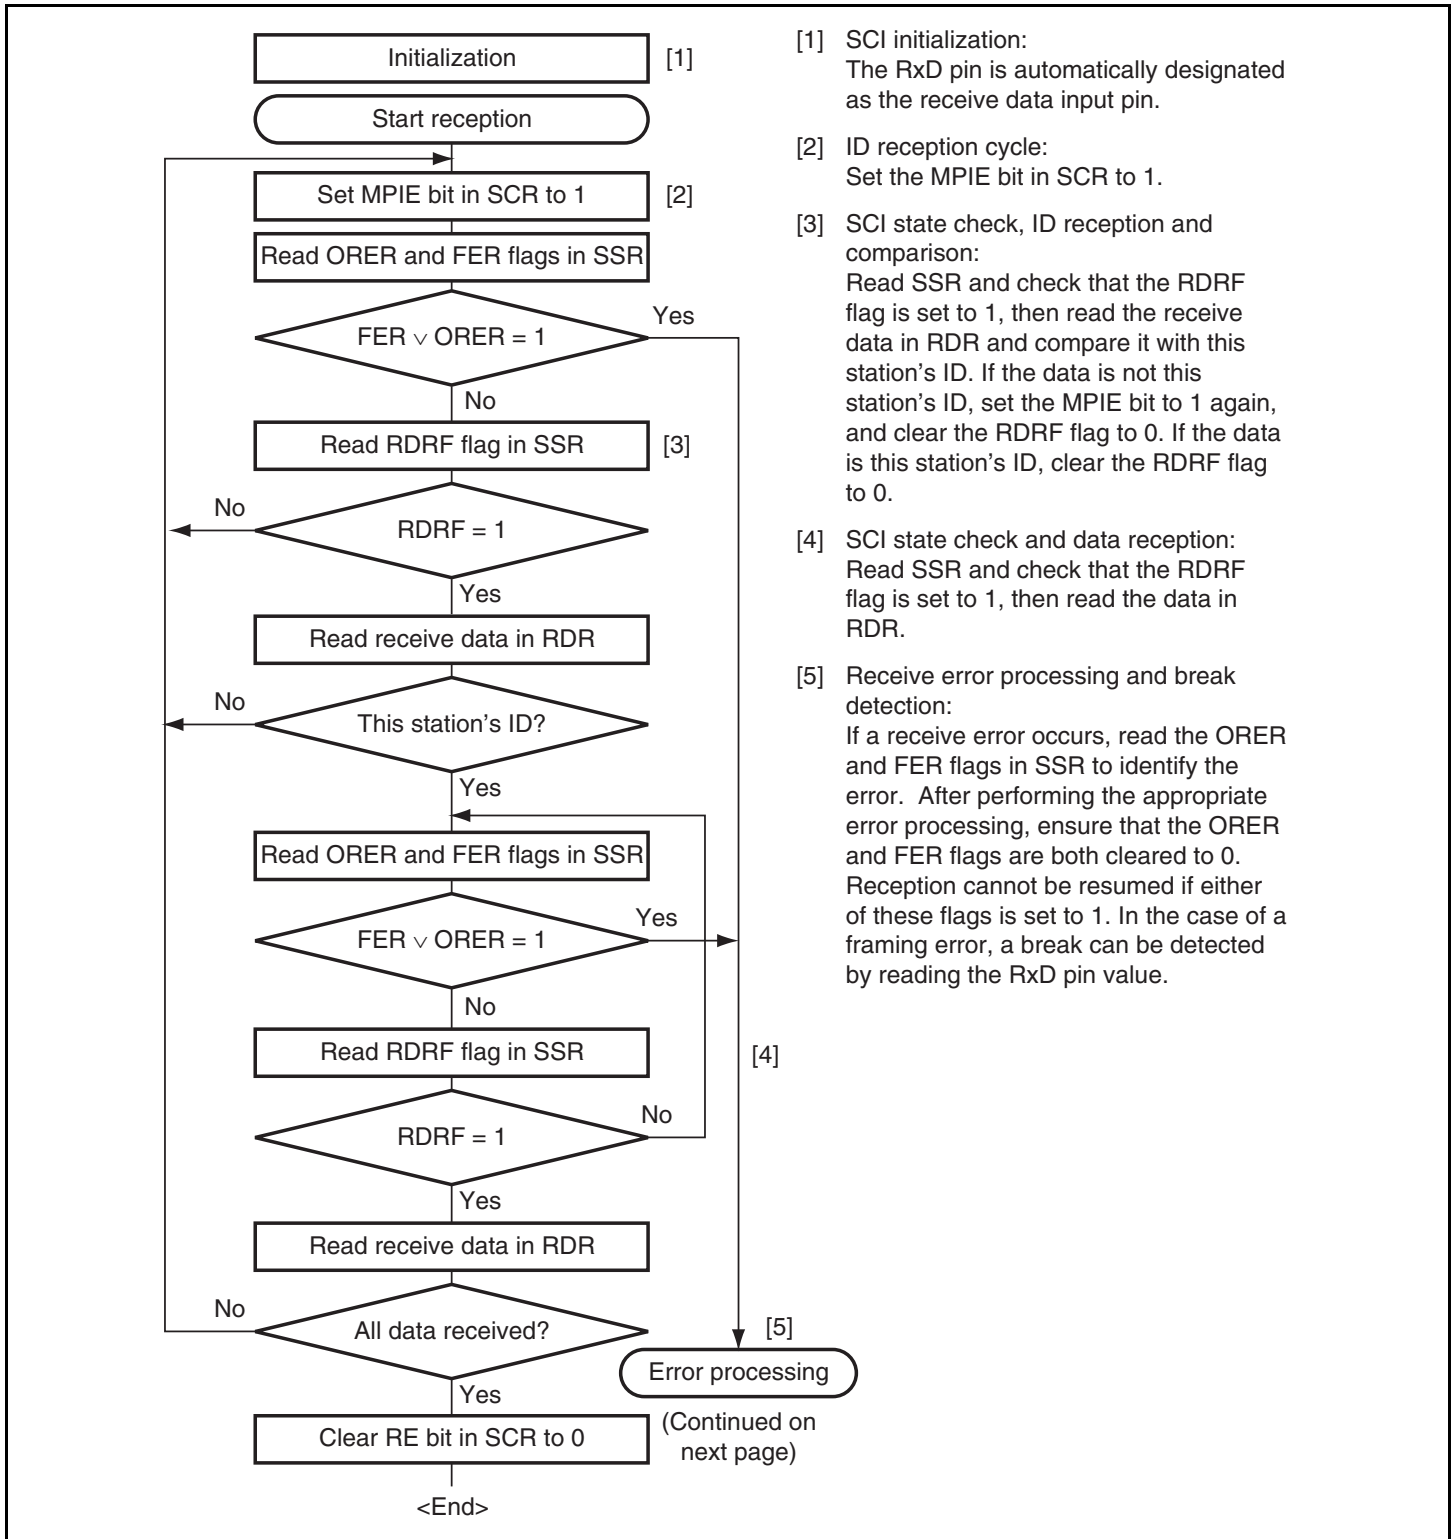 Initialization
[1]
Start reception
Set MPIE bit in SCR to 1
[2]
Read ORER and FER flags in SSR
FER ∨ ORER = 1
Yes
No
Read RDRF flag in SSR
[3]
No
RDRF = 1
Yes
Read receive data in RDR
No
This station's ID?
Yes
Read ORER and FER flags in SSR
FER ∨ ORER = 1
Yes
No
Read RDRF flag in SSR
[4]
RDRF = 1
No
Yes
Read receive data in RDR
No
All data received?
[5]
Error processing
Yes
(Continued on
next page)
Clear RE bit in SCR to 0
<End>
[1] SCI initialization:
The RxD pin is automatically designated
as the receive data input pin.
[2] ID reception cycle:
Set the MPIE bit in SCR to 1.
[3] SCI state check, ID reception and
comparison:
Read SSR and check that the RDRF
flag is set to 1, then read the receive
data in RDR and compare it with this
station's ID. If the data is not this
station's ID, set the MPIE bit to 1 again,
and clear the RDRF flag to 0. If the data
is this station's ID, clear the RDRF flag
to 0.
[4] SCI state check and data reception:
Read SSR and check that the RDRF
flag is set to 1, then read the data in
RDR.
[5] Receive error processing and break
detection:
If a receive error occurs, read the ORER
and FER flags in SSR to identify the
error. After performing the appropriate
error processing, ensure that the ORER
and FER flags are both cleared to 0.
Reception cannot be resumed if either
of these flags is set to 1. In the case of a
framing error, a break can be detected
by reading the RxD pin value.